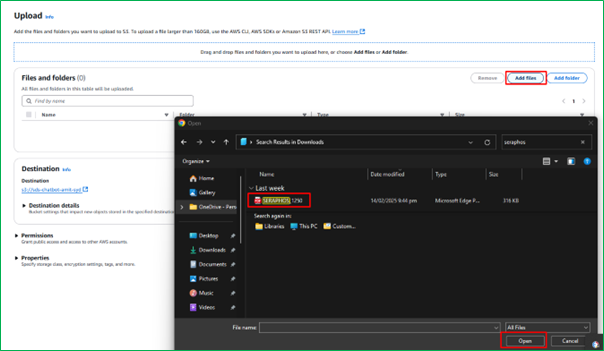 Upload Info
Add the files and folders you want to upload to S3. To upload a file larger than 160GB, use the AWS CLI, AWS SDKs or Amazon S3 REST API. Learn more
Drag and drop files and folders you want to upload here, or choose Add files or Add folder.
Files and folders (0)
Remove
Add files
Add folder
All files and folders in this table will be uploaded.
Find by name
1
Name
Folder
Type
Size
Open
Search Results in Downloads
seraphos
Organize
Home
Gallery
OneDrive - Pers
Desktop
Downloads
Documents
Pictures
Music
Videos
Name
Date modified
Type
Size
Last week
SERAPHOS_1250
14/02/2025 9:44 pm
Microsoft Edge P...
316 KB
Search again in:
Libraries
This PC
Custom...
File name:
All Files
Open
Cancel
Destination Info
Destination
Destination details
Bucket settings that impact new objects stored in the specified destination.
Permissions
Grant public access and access to other AWS accounts.
Properties
Specify storage class, encryption settings, tags, and more.